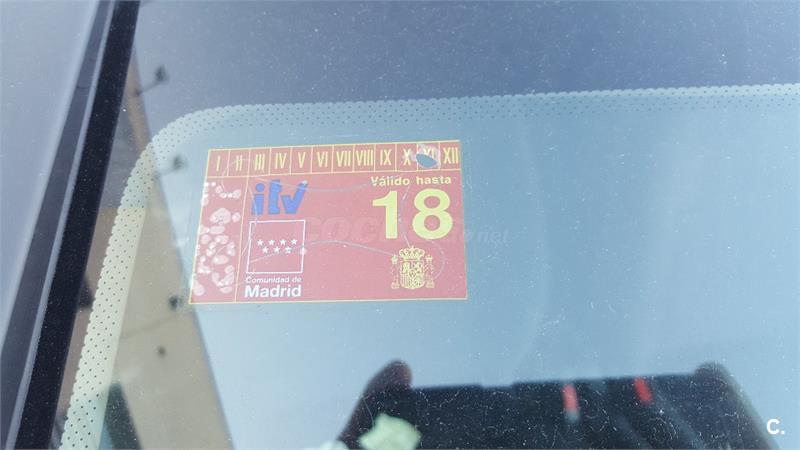 I II III IV V VI VII VIII IX X XI XII
itv
Válido hasta
18
Comunidad de
Madrid
C.